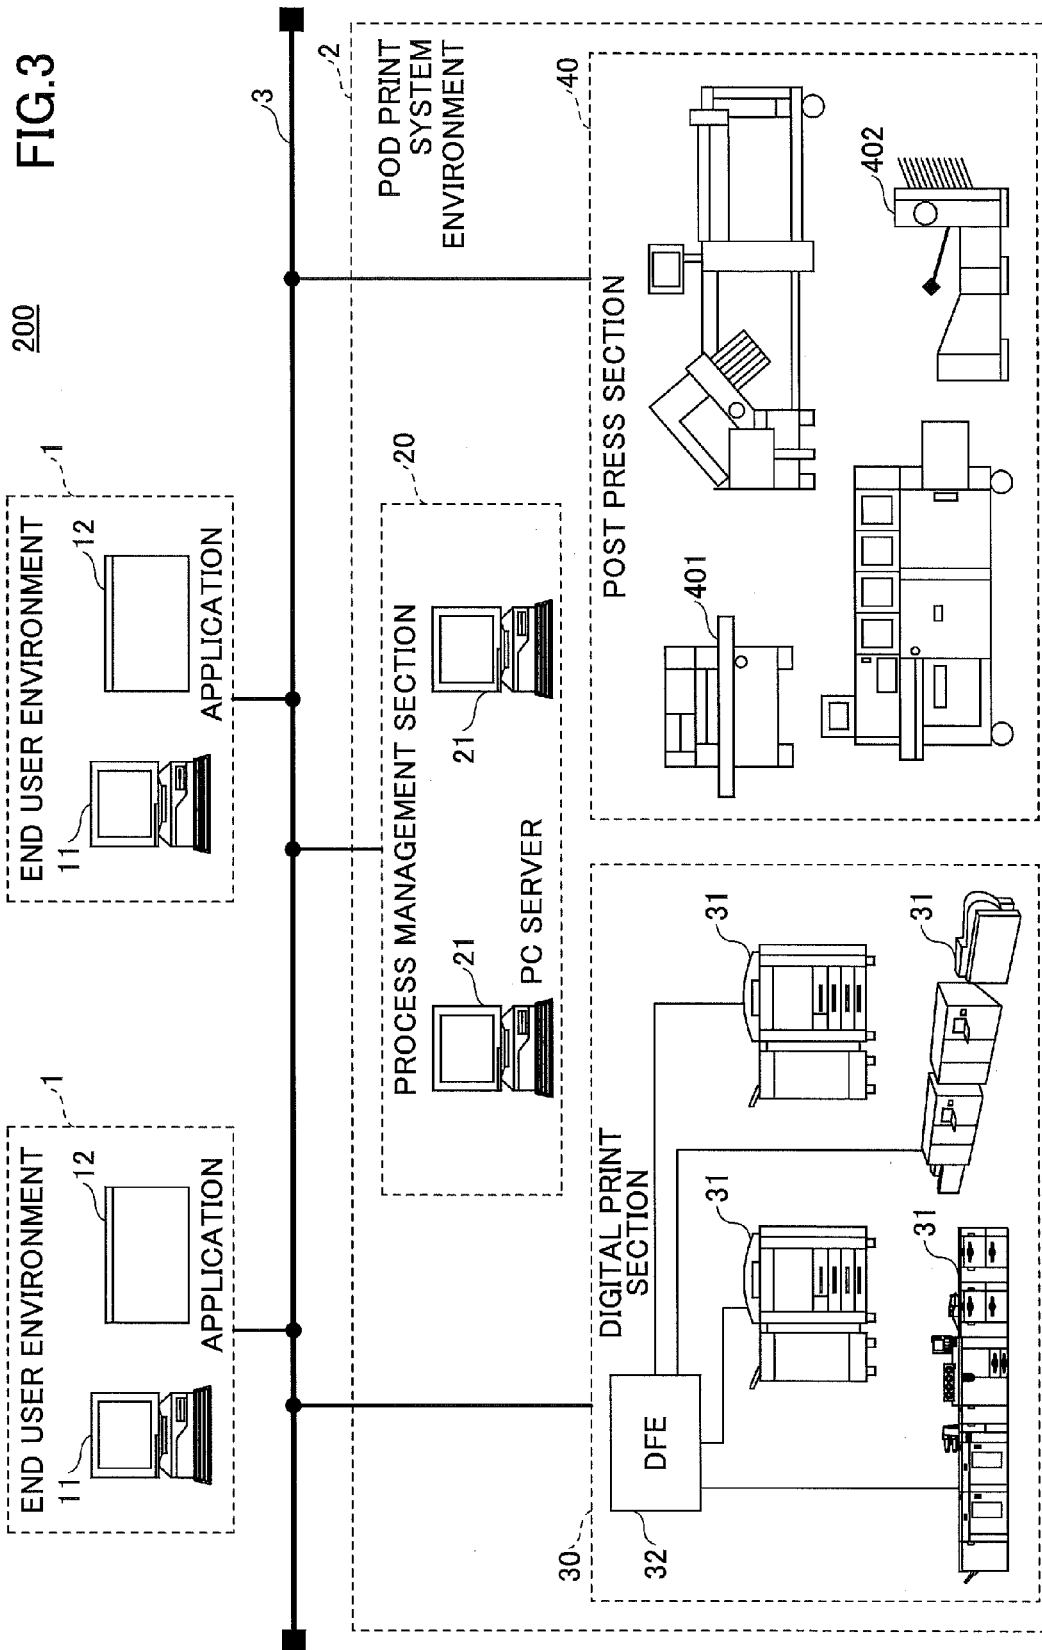 FIG.3
200
1
END USER ENVIRONMENT
11
12
APPLICATION
1
END USER ENVIRONMENT
11
12
APPLICATION
3
2
POD PRINT
SYSTEM
ENVIRONMENT
20
PROCESS MANAGEMENT SECTION
21
21
PC SERVER
30
DIGITAL PRINT
SECTION
32
DFE
31
31
31
31
40
POST PRESS SECTION
401
402